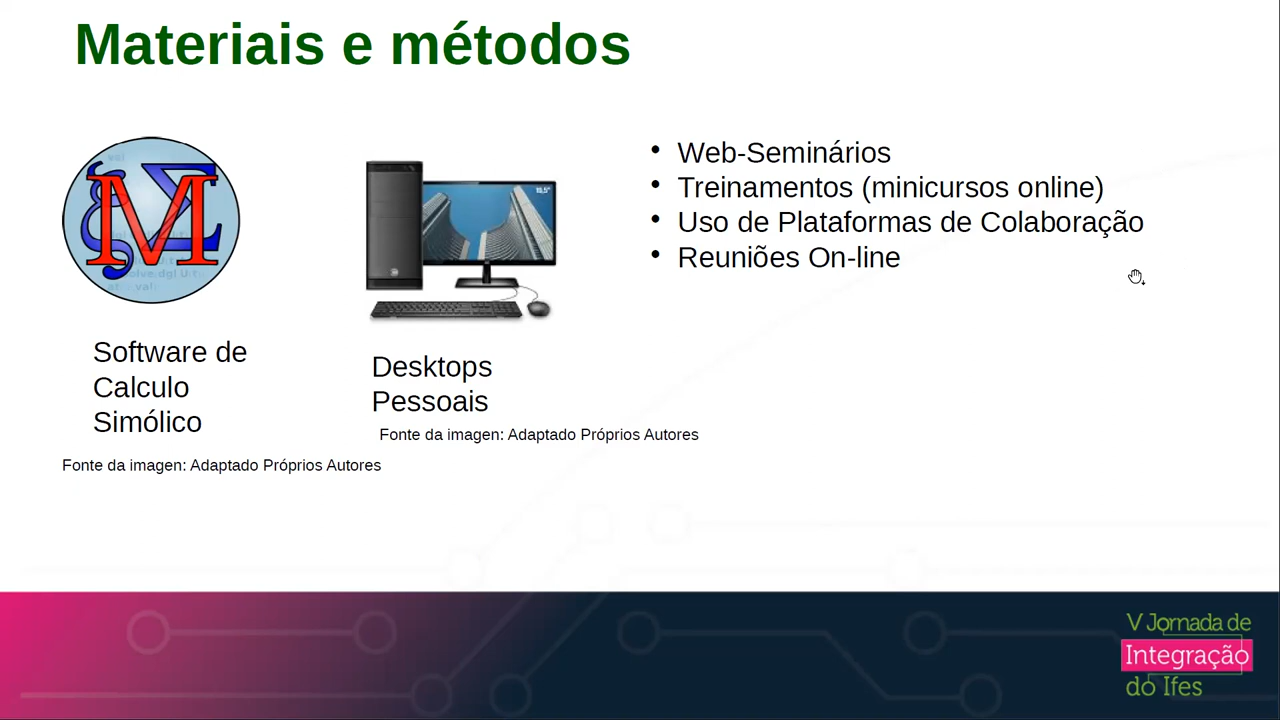 Materiais e métodos
Software de
Calculo
Simólico
Fonte da imagen: Adaptado Próprios Autores
Desktops
Pessoais
Fonte da imagen: Adaptado Próprios Autores
• Web-Seminários
• Treinamentos (minicursos online)
• Uso de Plataformas de Colaboração
• Reuniões On-line
V Jornada de
Integração
do Ifes